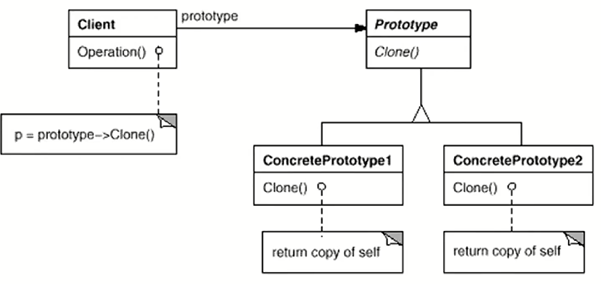 Client
prototype
Prototype
Operation()
Clone()
p = prototype->Clone()
ConcretePrototype1
ConcretePrototype2
Clone()
Clone()
return copy of self
return copy of self